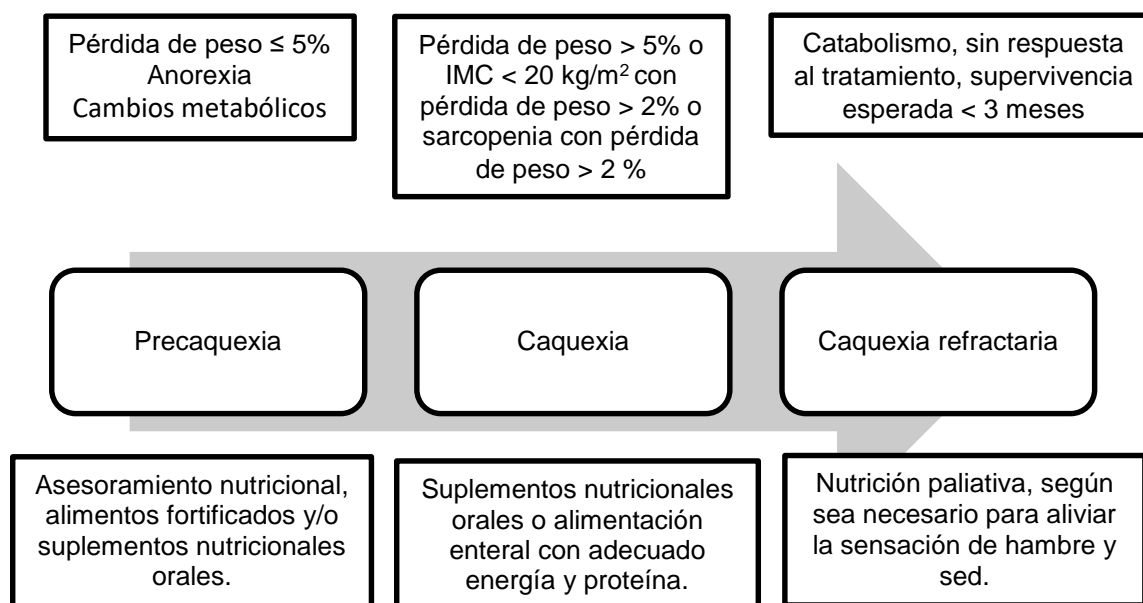 Pérdida de peso ≤ 5%
Anorexia
Cambios metabólicos
Pérdida de peso > 5% o
IMC < 20 kg/m² con
pérdida de peso > 2% o
sarcopenia con pérdida
de peso > 2 %
Catabolismo, sin respuesta
al tratamiento, supervivencia
esperada < 3 meses
Precaquexia
Caquexia
Caquexia refractaria
Asesoramiento nutricional,
alimentos fortificados y/o
suplementos nutricionales
orales.
Suplementos nutricionales
orales o alimentación
enteral con adecuado
energía y proteína.
Nutrición paliativa, según
sea necesario para aliviar
la sensación de hambre y
sed.